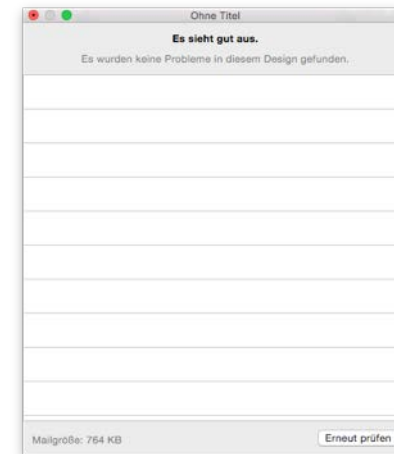 Ohne Titel
Es sieht gut aus.
Es wurden keine Probleme in diesem Design gefunden.
Mailgröße: 764 KB
Erneut prüfen